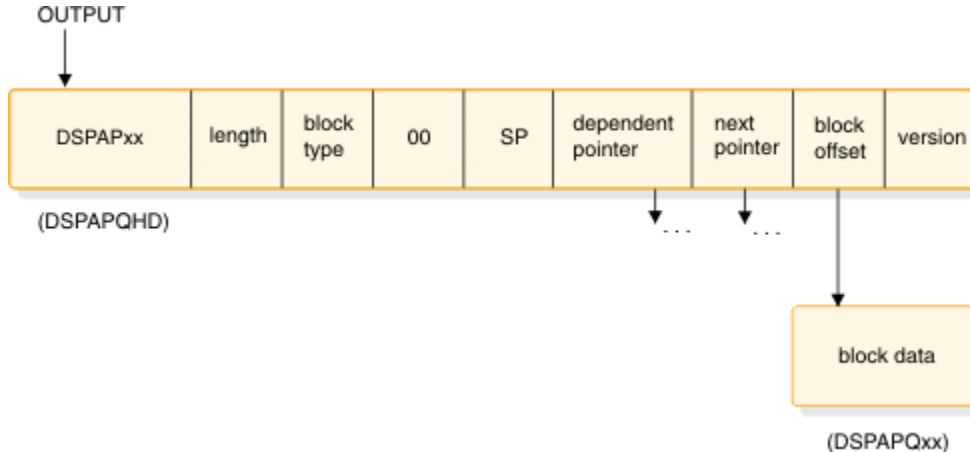 OUTPUT
DSPAPxx
length
block
type
00
SP
dependent
pointer
next
pointer
block
offset
version
(DSPAPQHD)
...
...
block data
(DSPAPQxx)